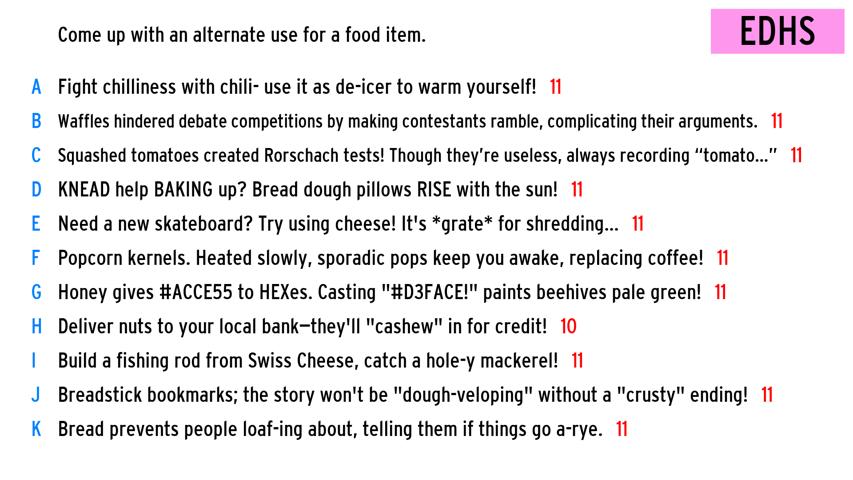 Come up with an alternate use for a food item.
EDHS
A Fight chilliness with chili- use it as de-icer to warm yourself! 11
B Waffles hindered debate competitions by making contestants ramble, complicating their arguments. 11
C Squashed tomatoes created Rorschach tests! Though they’re useless, always recording “tomato...” 11
D KNEAD help BAKING up? Bread dough pillows RISE with the sun! 11
E Need a new skateboard? Try using cheese! It's *grate* for shredding... 11
F Popcorn kernels. Heated slowly, sporadic pops keep you awake, replacing coffee! 11
G Honey gives #ACCE55 to HEXes. Casting "#D3FACE!" paints beehives pale green! 11
H Deliver nuts to your local bank—they'll "cashew" in for credit! 10
I Build a fishing rod from Swiss Cheese, catch a hole-y mackerel! 11
J Breadstick bookmarks; the story won't be "dough-veloping" without a "crusty" ending! 11
K Bread prevents people loaf-ing about, telling them if things go a-rye. 11